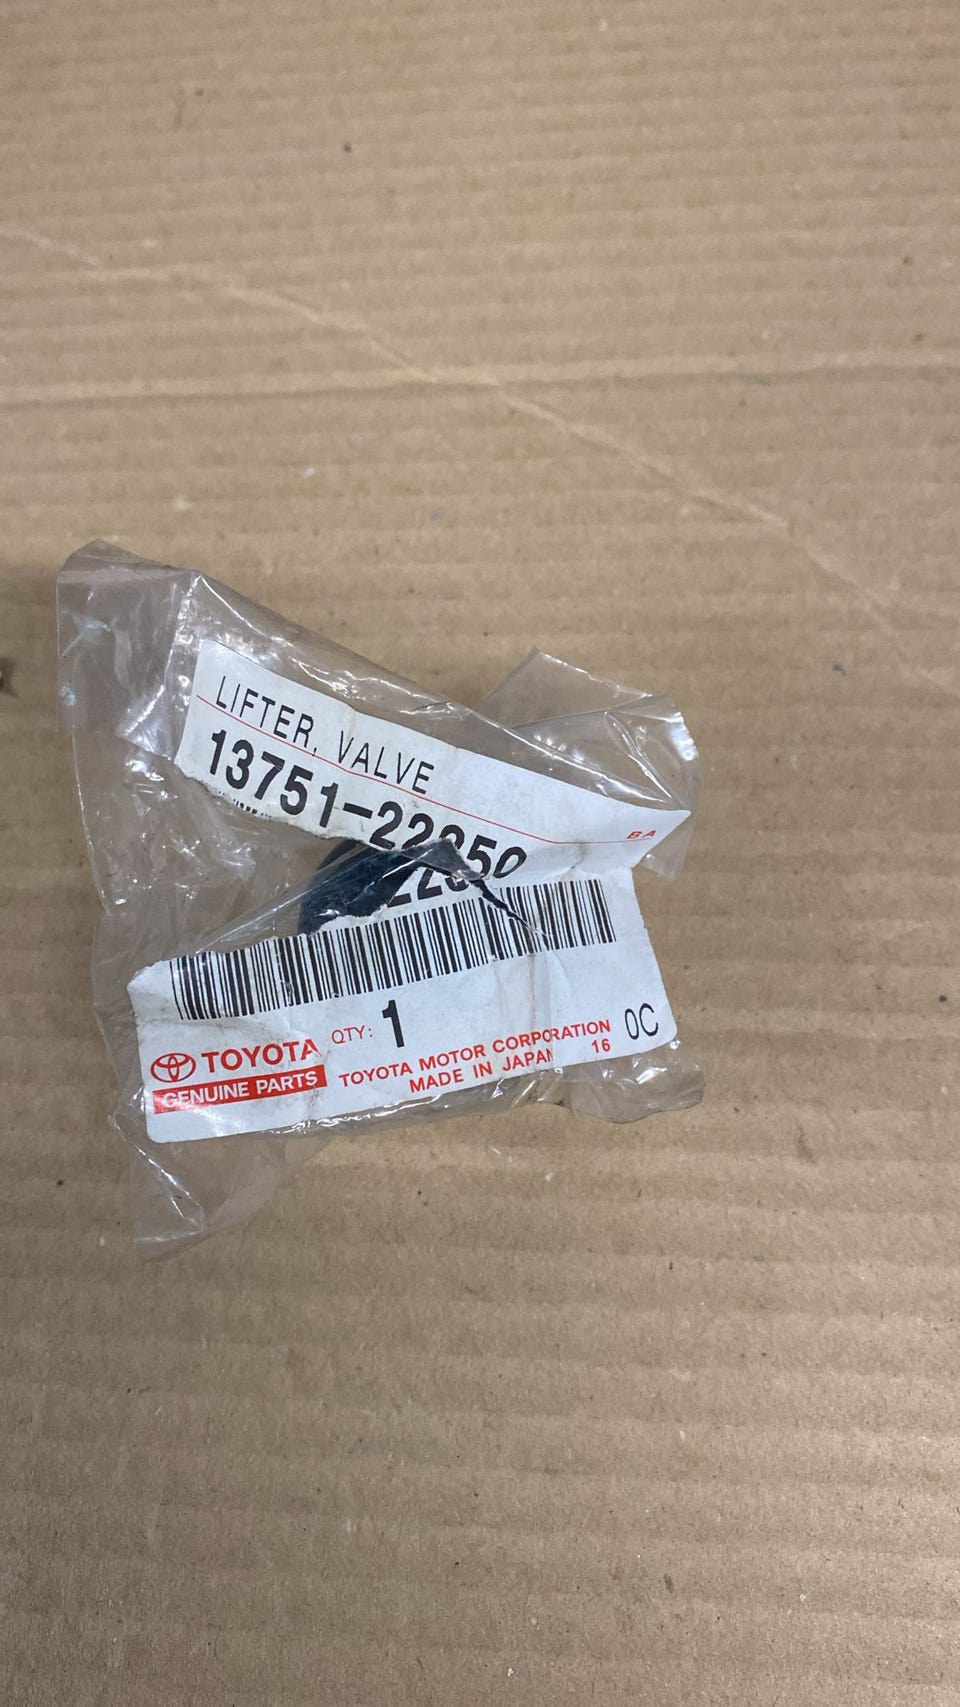 LIFTER, VALVE
13751-22250
BA
QTY: 1
0C
TOYOTA
GENUINE PARTS
TOYOTA MOTOR CORPORATION
MADE IN JAPAN 16